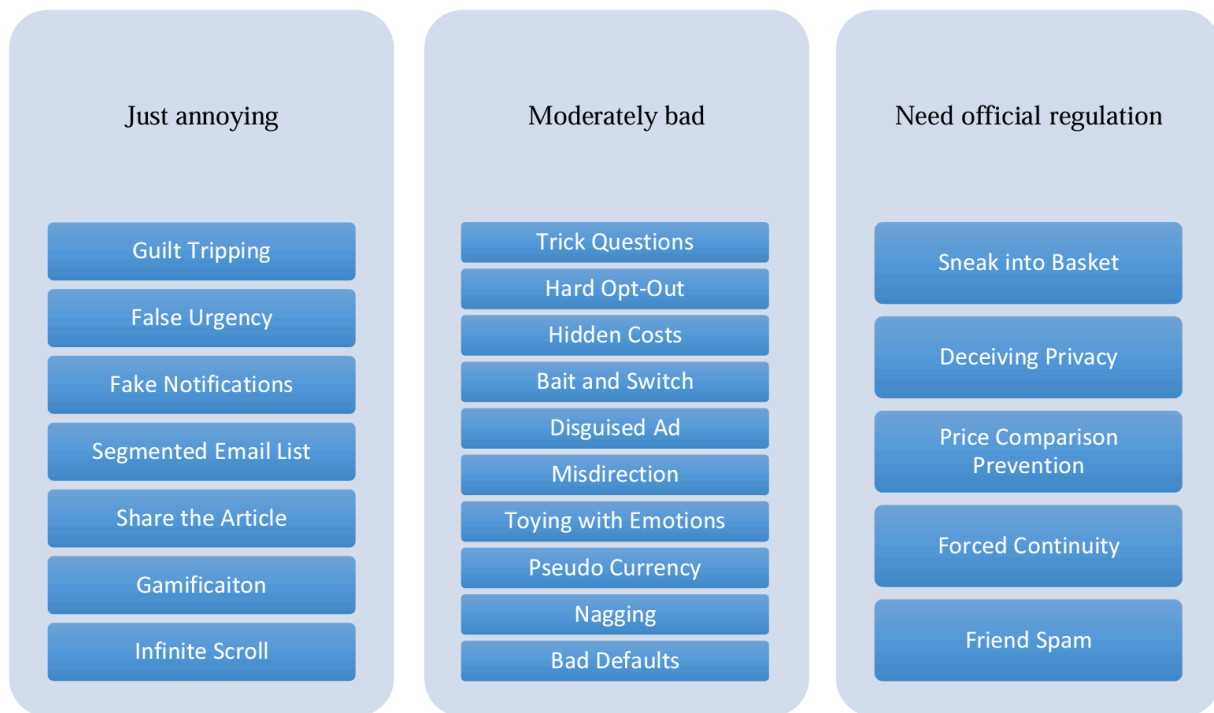 Just annoying
Guilt Tripping
False Urgency
Fake Notifications
Segmented Email List
Share the Article
Gamificaiton
Infinite Scroll
Moderately bad
Trick Questions
Hard Opt-Out
Hidden Costs
Bait and Switch
Disguised Ad
Misdirection
Toying with Emotions
Pseudo Currency
Nagging
Bad Defaults
Need official regulation
Sneak into Basket
Deceiving Privacy
Price Comparison
Prevention
Forced Continuity
Friend Spam